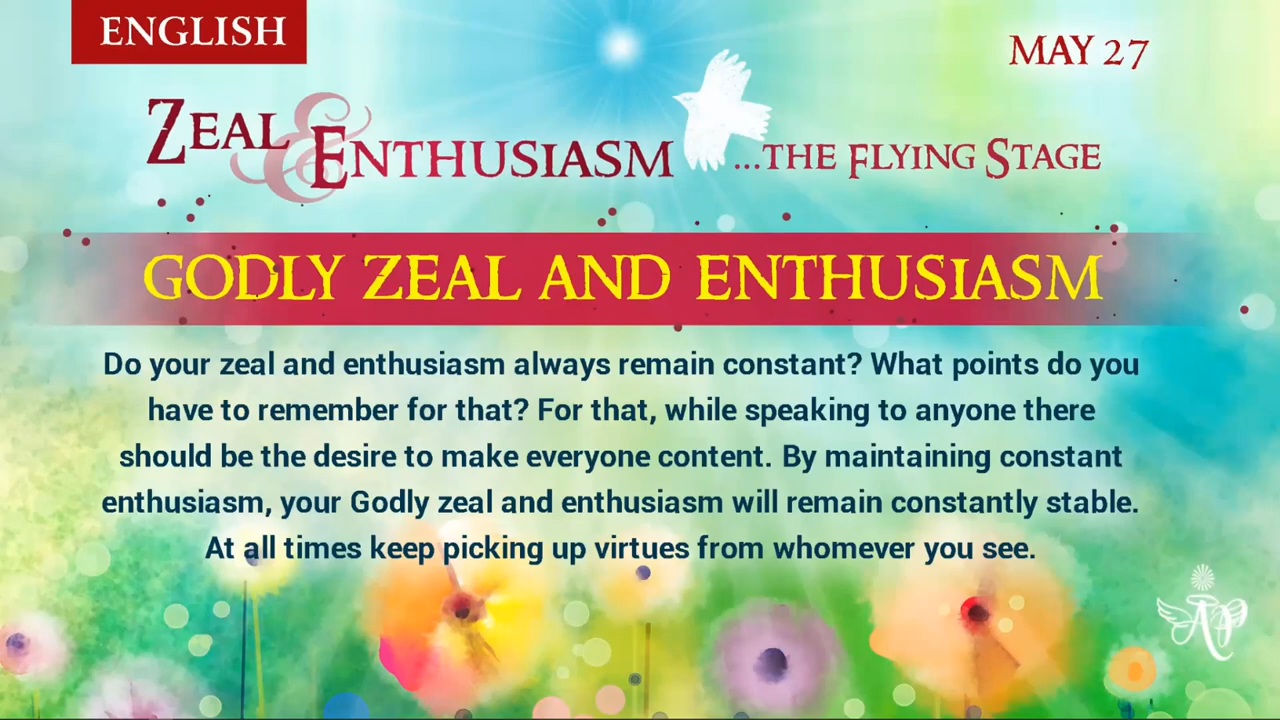 ENGLISH
MAY 27
ZEAL & ENTHUSIASM ...THE FLYING STAGE
GODLY ZEAL AND ENTHUSIASM
Do your zeal and enthusiasm always remain constant? What points do you
have to remember for that? For that, while speaking to anyone there
should be the desire to make everyone content. By maintaining constant
enthusiasm, your Godly zeal and enthusiasm will remain constantly stable.
At all times keep picking up virtues from whomever you see.